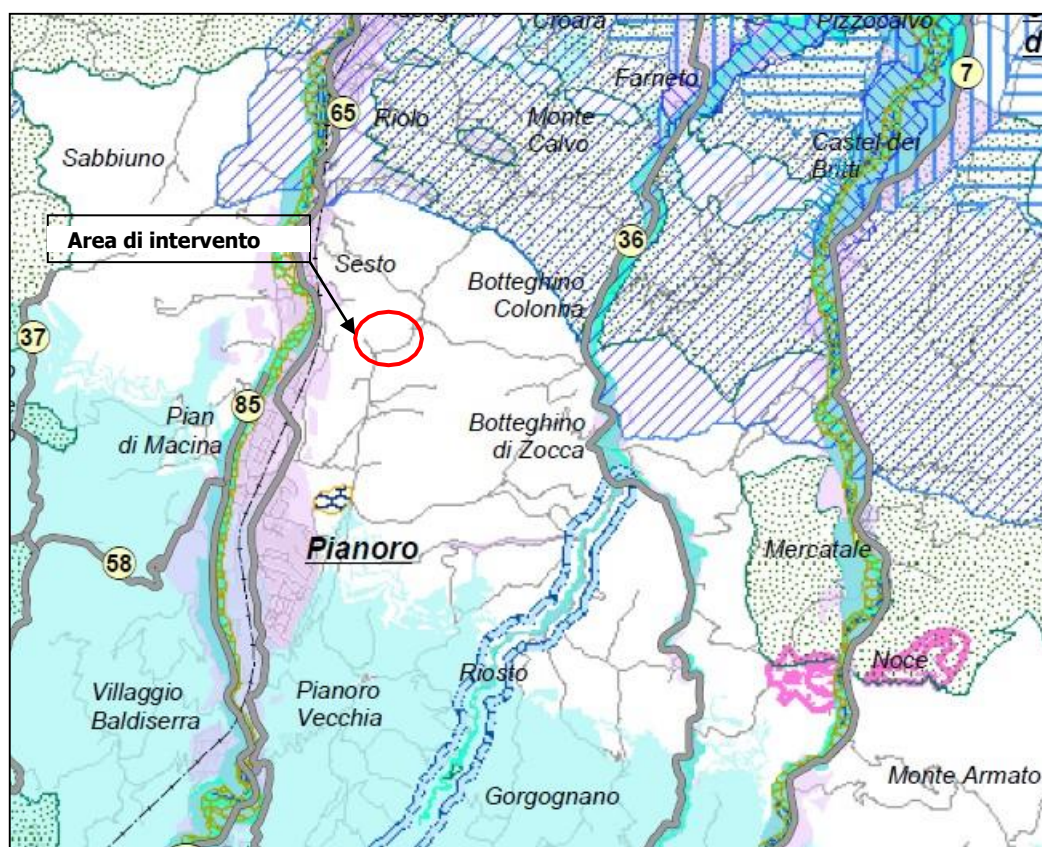 Croara
Pizzocalvo
d
7
Farneto
65
Riolo
Monte
Calvo
Castel dei
Britti
Sabbiuno
Area di intervento
Sesto
36
Botteghino
Colonna
37
85
Pian
di Macina
Botteghino
di Zocca
Pianoro
58
Mercatale
Riosto
Noce
Villaggio
Baldiserra
Pianoro
Vecchia
Gorgognano
Monte Armato